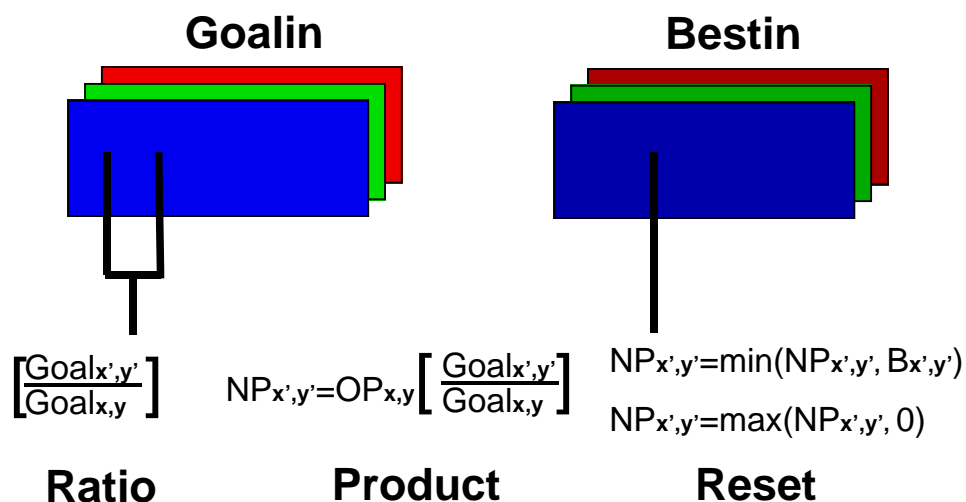 Goalin
Bestin
[Goalx',y'/Goalx,y]
NPx',y'=OPx,y[Goalx',y'/Goalx,y]
NPx',y'=min(NPx',y', Bx',y')
NPx',y'=max(NPx',y', 0)
Ratio
Product
Reset